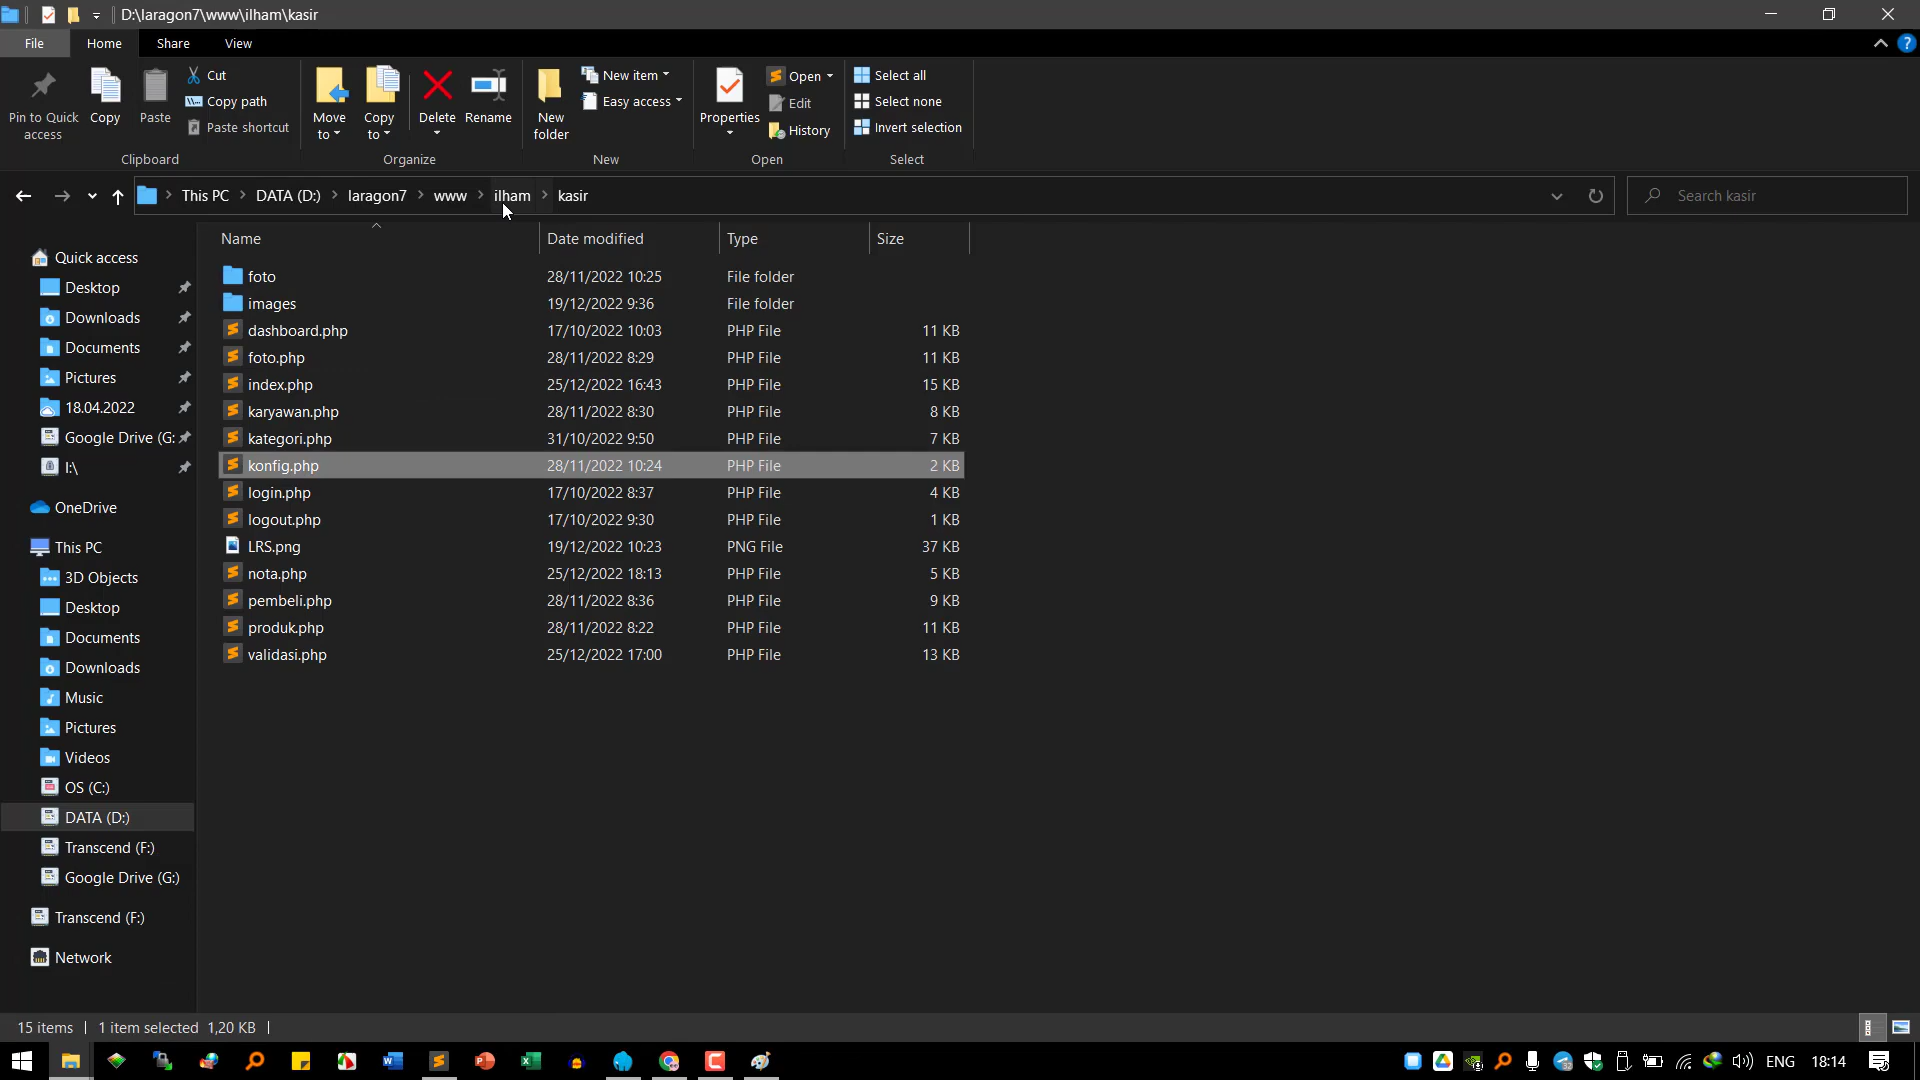 D:\laragon7\www\ilham\kasir
File Home Share View
Pin to Quick access
Copy
Paste
Cut
Copy path
Paste shortcut
Clipboard
Move to
Copy to
Delete
Rename
Organize
New folder
New item
Easy access
New
Properties
Open
Edit
History
Open
Select all
Select none
Invert selection
Select
This PC > DATA (D:) > laragon7 > www > ilham > kasir
Search kasir
Quick access
Desktop
Downloads
Documents
Pictures
18.04.2022
Google Drive (G:
I:\
OneDrive
This PC
3D Objects
Desktop
Documents
Downloads
Music
Pictures
Videos
OS (C:)
DATA (D:)
Transcend (F:)
Google Drive (G:)
Transcend (F:)
Network
Name Date modified Type Size
foto 28/11/2022 10:25 File folder
images 19/12/2022 9:36 File folder
dashboard.php 17/10/2022 10:03 PHP File 11 KB
foto.php 28/11/2022 8:29 PHP File 11 KB
index.php 25/12/2022 16:43 PHP File 15 KB
karyawan.php 28/11/2022 8:30 PHP File 8 KB
kategori.php 31/10/2022 9:50 PHP File 7 KB
konfig.php 28/11/2022 10:24 PHP File 2 KB
login.php 17/10/2022 8:37 PHP File 4 KB
logout.php 17/10/2022 9:30 PHP File 1 KB
LRS.png 19/12/2022 10:23 PNG File 37 KB
nota.php 25/12/2022 18:13 PHP File 5 KB
pembeli.php 28/11/2022 8:36 PHP File 9 KB
produk.php 28/11/2022 8:22 PHP File 11 KB
validasi.php 25/12/2022 17:00 PHP File 13 KB
15 items | 1 item selected 1,20 KB |
ENG 18:14